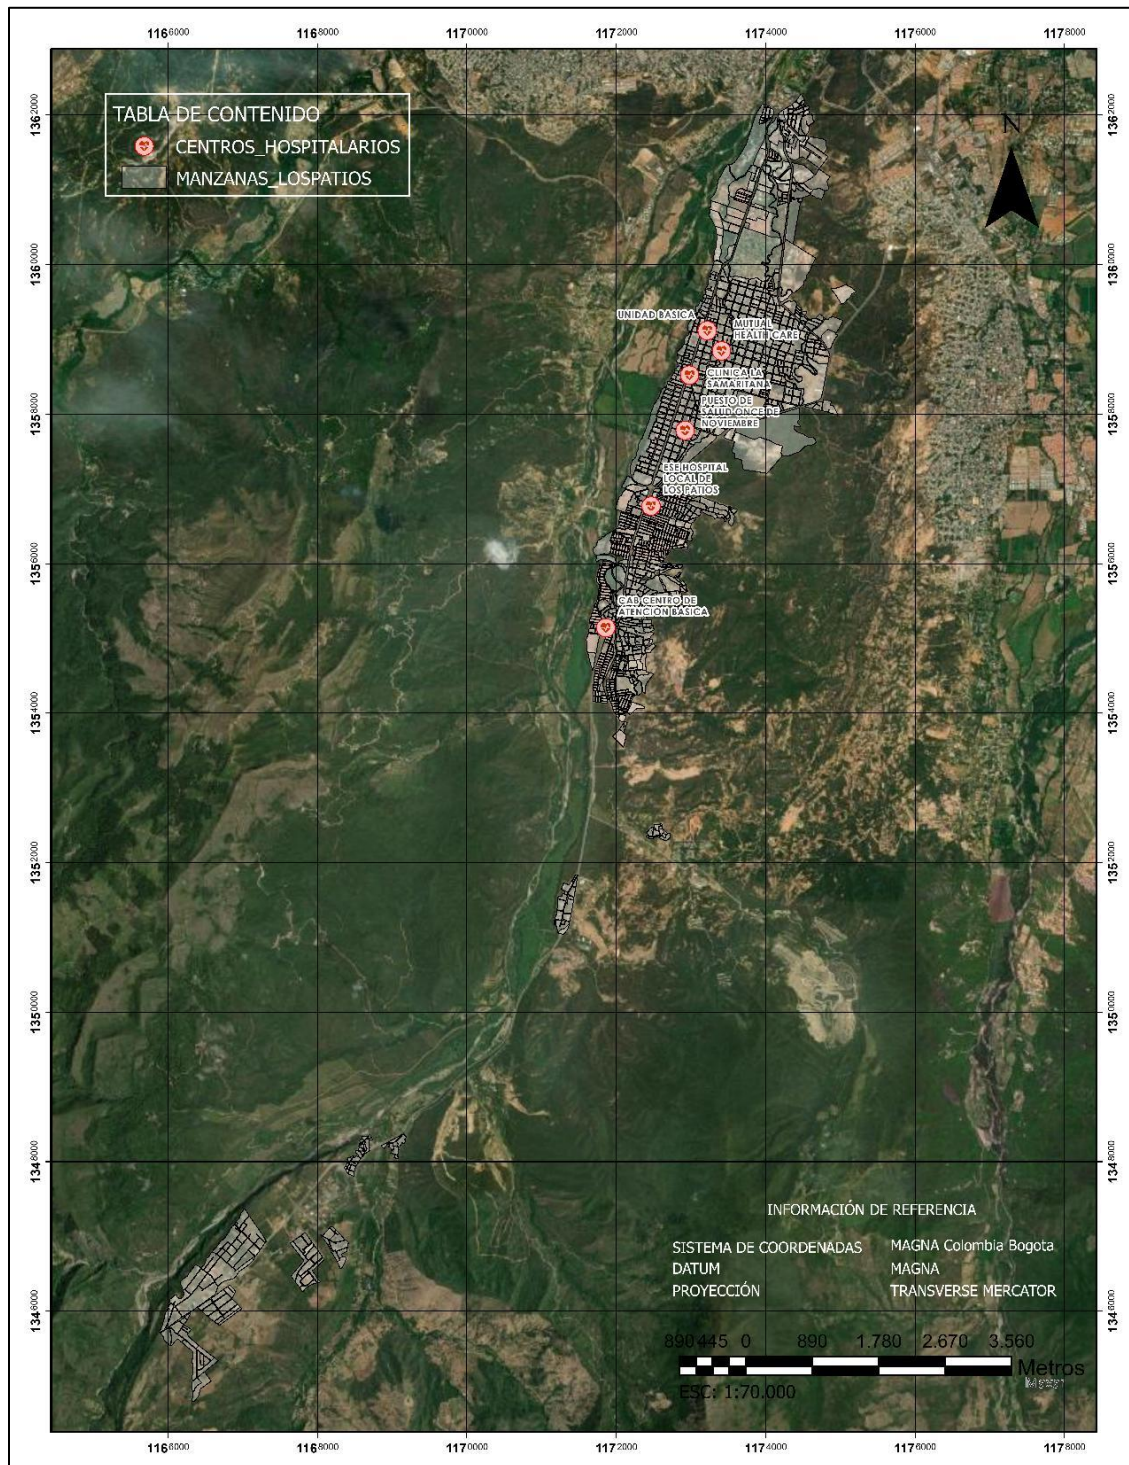 1166000 1168000 1170000 1172000 1174000 1176000 1178000
1362000 1362000
TABLA DE CONTENIDO
CENTROS_HOSPITALARIOS
MANZANAS_LOSPATIOS
N
1360000 1360000
UNIDAD BASICA
MUTUAL
HEALTH CARE
CLINICA LA
SAMARITANA
PUESTO DE
SALUD ONCE DE
NOVIEMBRE
1358000 1358000
ESE HOSPITAL
LOCAL DE
LOS PATIOS
1356000 1356000
CAB CENTRO DE
ATENCION BASICA
1354000 1354000
1352000 1352000
1350000 1350000
1348000 1348000
INFORMACIÓN DE REFERENCIA
SISTEMA DE COORDENADAS MAGNA Colombia Bogota
DATUM MAGNA
PROYECCIÓN TRANSVERSE MERCATOR
1346000 1346000
890 445 0 890 1.780 2.670 3.560
Metros
ESC: 1:70.000
1166000 1168000 1170000 1172000 1174000 1176000 1178000